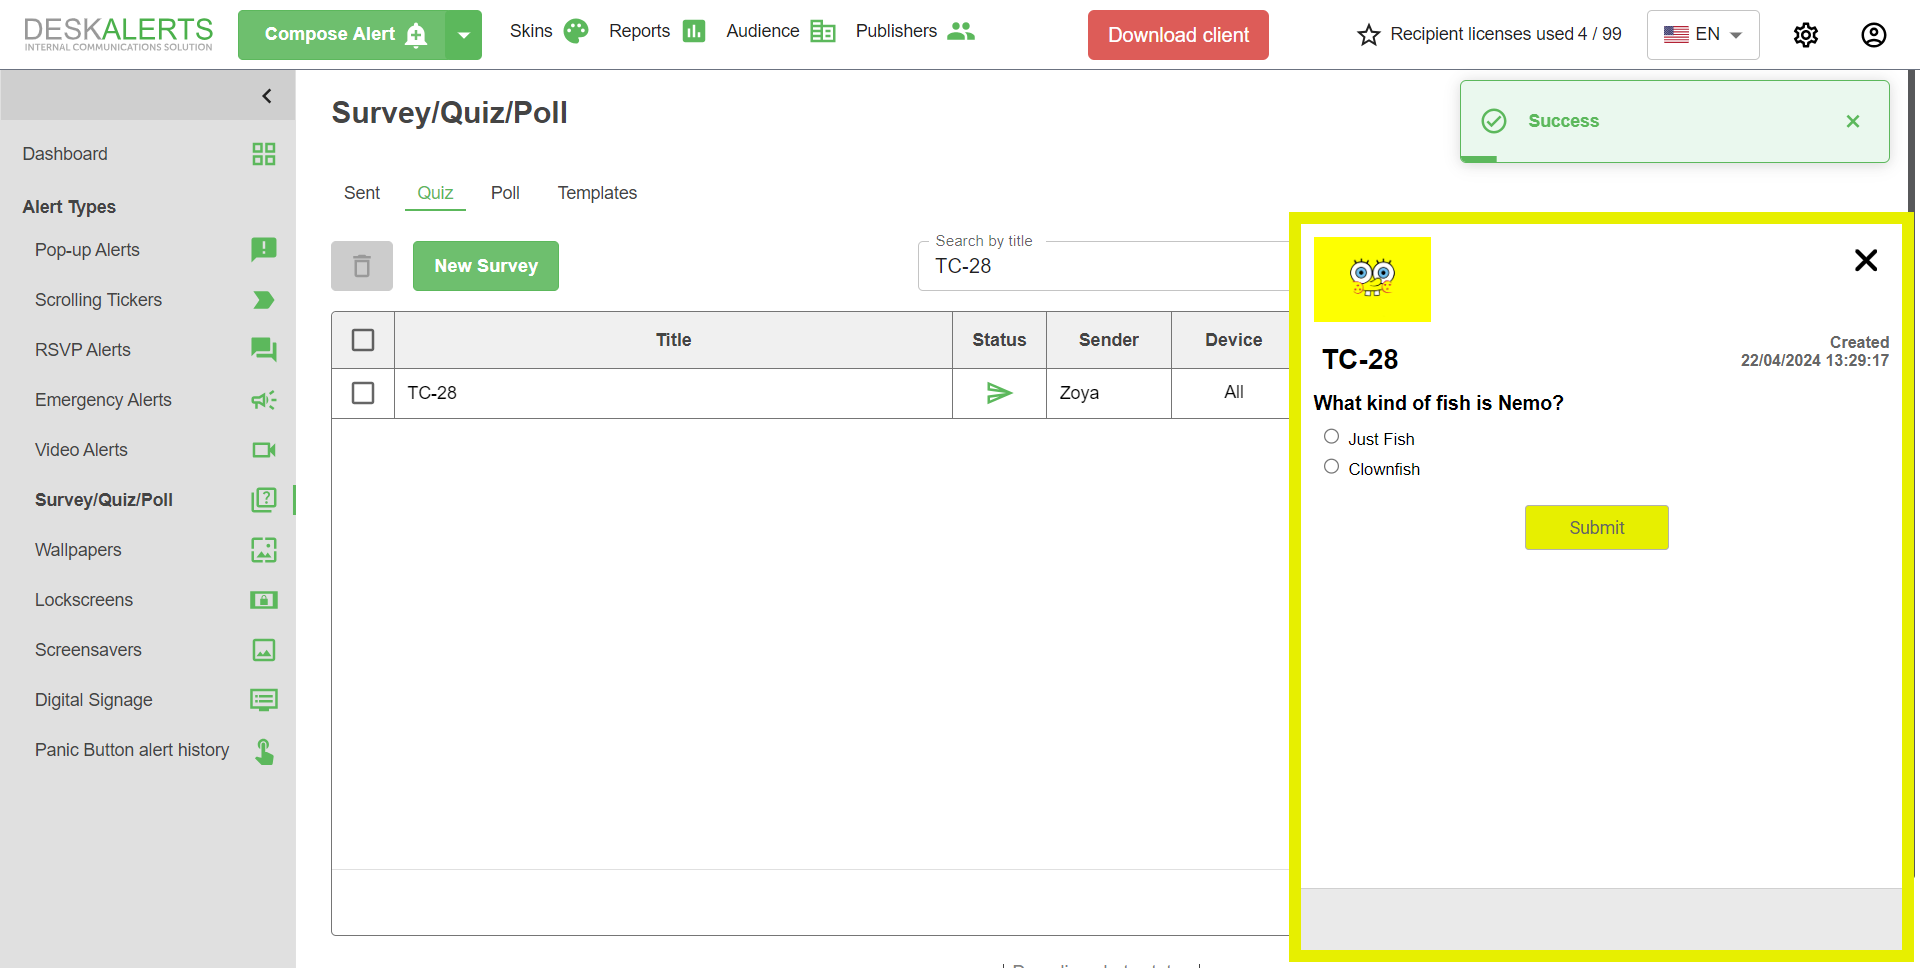 DESKALERTS
INTERNAL COMMUNICATIONS SOLUTION
Compose Alert
Skins
Reports
Audience
Publishers
Download client
Recipient licenses used 4 / 99
EN
Dashboard
Alert Types
Pop-up Alerts
Scrolling Tickers
RSVP Alerts
Emergency Alerts
Video Alerts
Survey/Quiz/Poll
Wallpapers
Lockscreens
Screensavers
Digital Signage
Panic Button alert history
Survey/Quiz/Poll
Success
Sent
Quiz
Poll
Templates
New Survey
Search by title
TC-28
Title
Status
Sender
Device
TC-28
Zoya
All
TC-28
Created
22/04/2024 13:29:17
What kind of fish is Nemo?
Just Fish
Clownfish
Submit